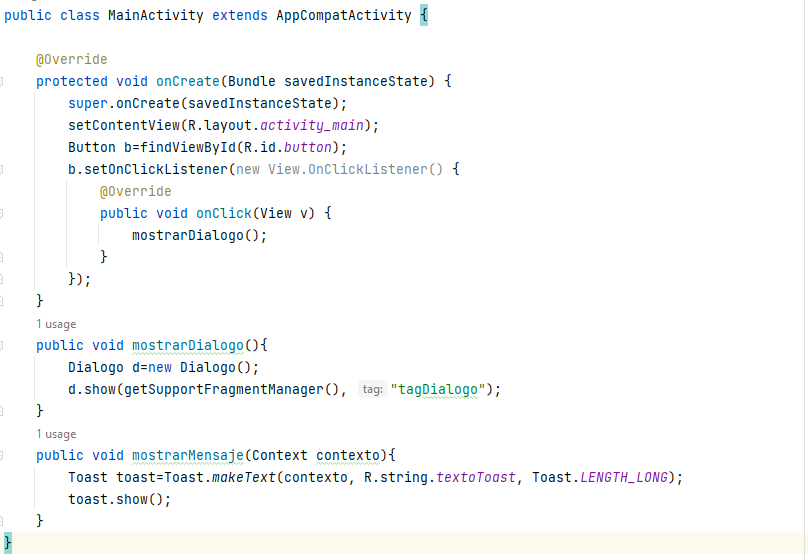 public class MainActivity extends AppCompatActivity {
@Override
protected void onCreate(Bundle savedInstanceState) {
super.onCreate(savedInstanceState);
setContentView(R.layout.activity_main);
Button b=findViewById(R.id.button);
b.setOnClickListener(new View.OnClickListener() {
@Override
public void onClick(View v) {
mostrarDialogo();
}
});
}
1 usage
public void mostrarDialogo(){
Dialogo d=new Dialogo();
d.show(getSupportFragmentManager(), tag: "tagDialogo");
}
1 usage
public void mostrarMensaje(Context contexto){
Toast toast=Toast.makeText(contexto, R.string.textoToast, Toast.LENGTH_LONG);
toast.show();
}
}